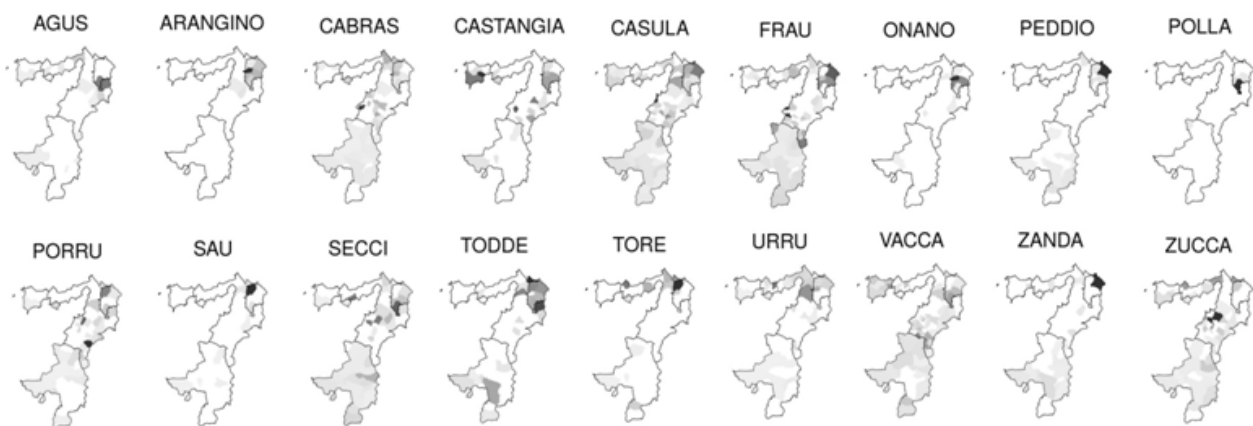 AGUS ARANGINO CABRAS CASTANGIA CASULA FRAU ONANO PEDDIO POLLA
PORRU SAU SECCI TODDE TORE URRU VACCA ZANDA ZUCCA